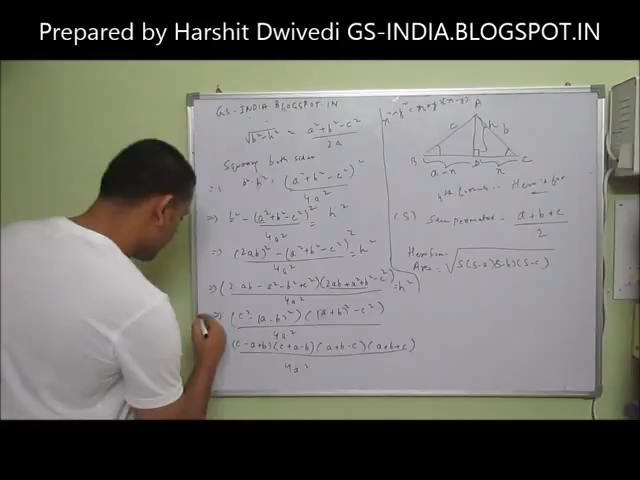 Prepared by Harshit Dwivedi GS-INDIA.BLOGSPOT.IN
GS-INDIA.BLOGSPOT.IN
√(b²-h²) = (a²+b²-c²)/2a
Squaring both sides
=) b²-h² = (a²+b²-c²)²/4a²
=) b² - (a²+b²-c²)²/4a² = h²
=) ((2ab)² - (a²+b²-c²)²)/4a² = h²
=) (2ab-a²-b²+c²)(2ab+a²+b²-c²)/4a² = h²
=) (c²-(a-b)²)((a+b)²-c²)/4a²
(c-a+b)(c+a-b)(a+b-c)(a+b+c)/4a²
A
c h b
B D C
a-x x
(S) Semiperimeter = (a+b+c)/2
Area = √(S(S-a)(S-b)(S-c))